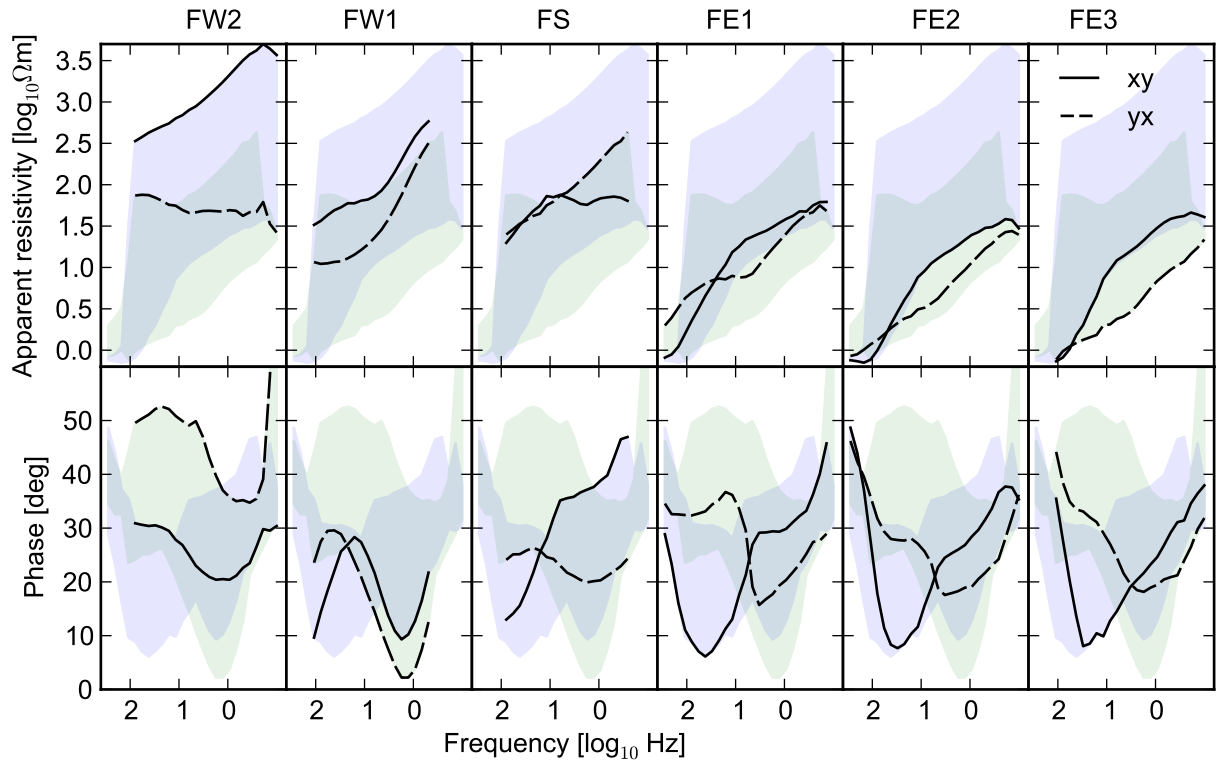 FW2 FW1 FS FE1 FE2 FE3
Apparent resistivity [log₁₀Ωm]
3.5
3.0
2.5
2.0
1.5
1.0
0.5
0.0
xy
yx
Phase [deg]
50
40
30
20
10
0
2 1 0 2 1 0 2 1 0 2 1 0 2 1 0 2 1 0
Frequency [log₁₀ Hz]